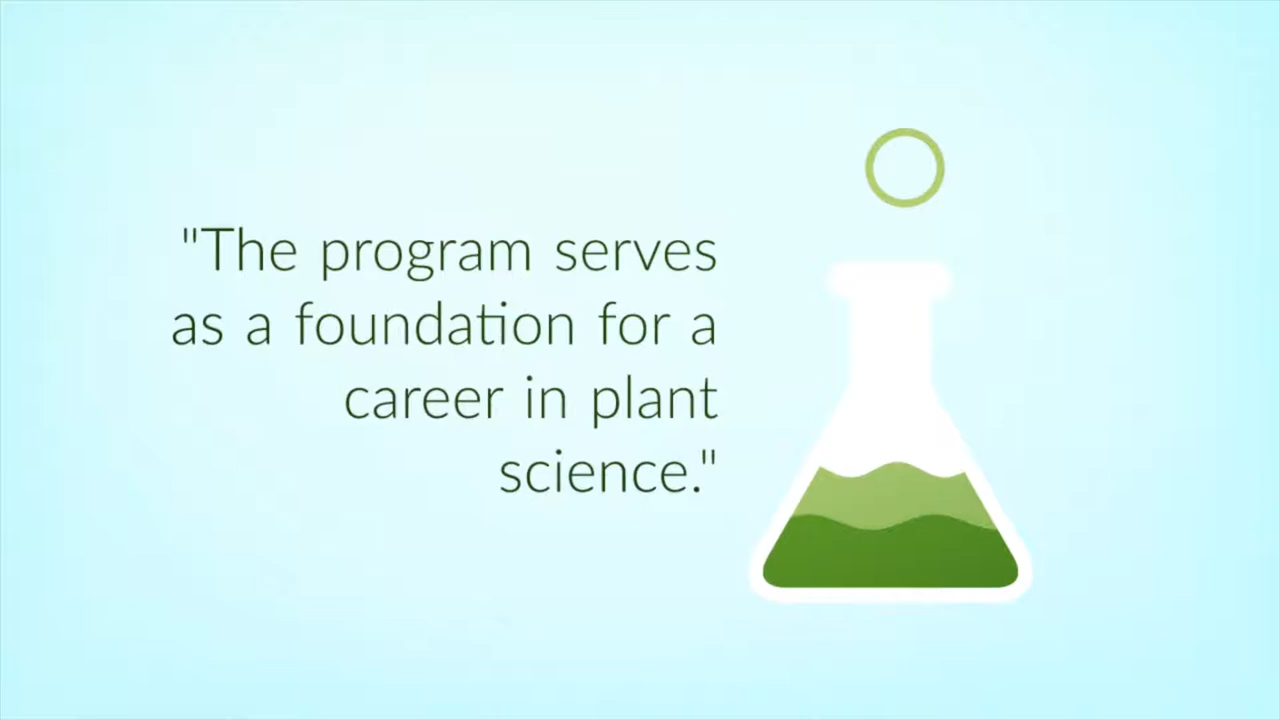 "The program serves
as a foundation for a
career in plant
science."